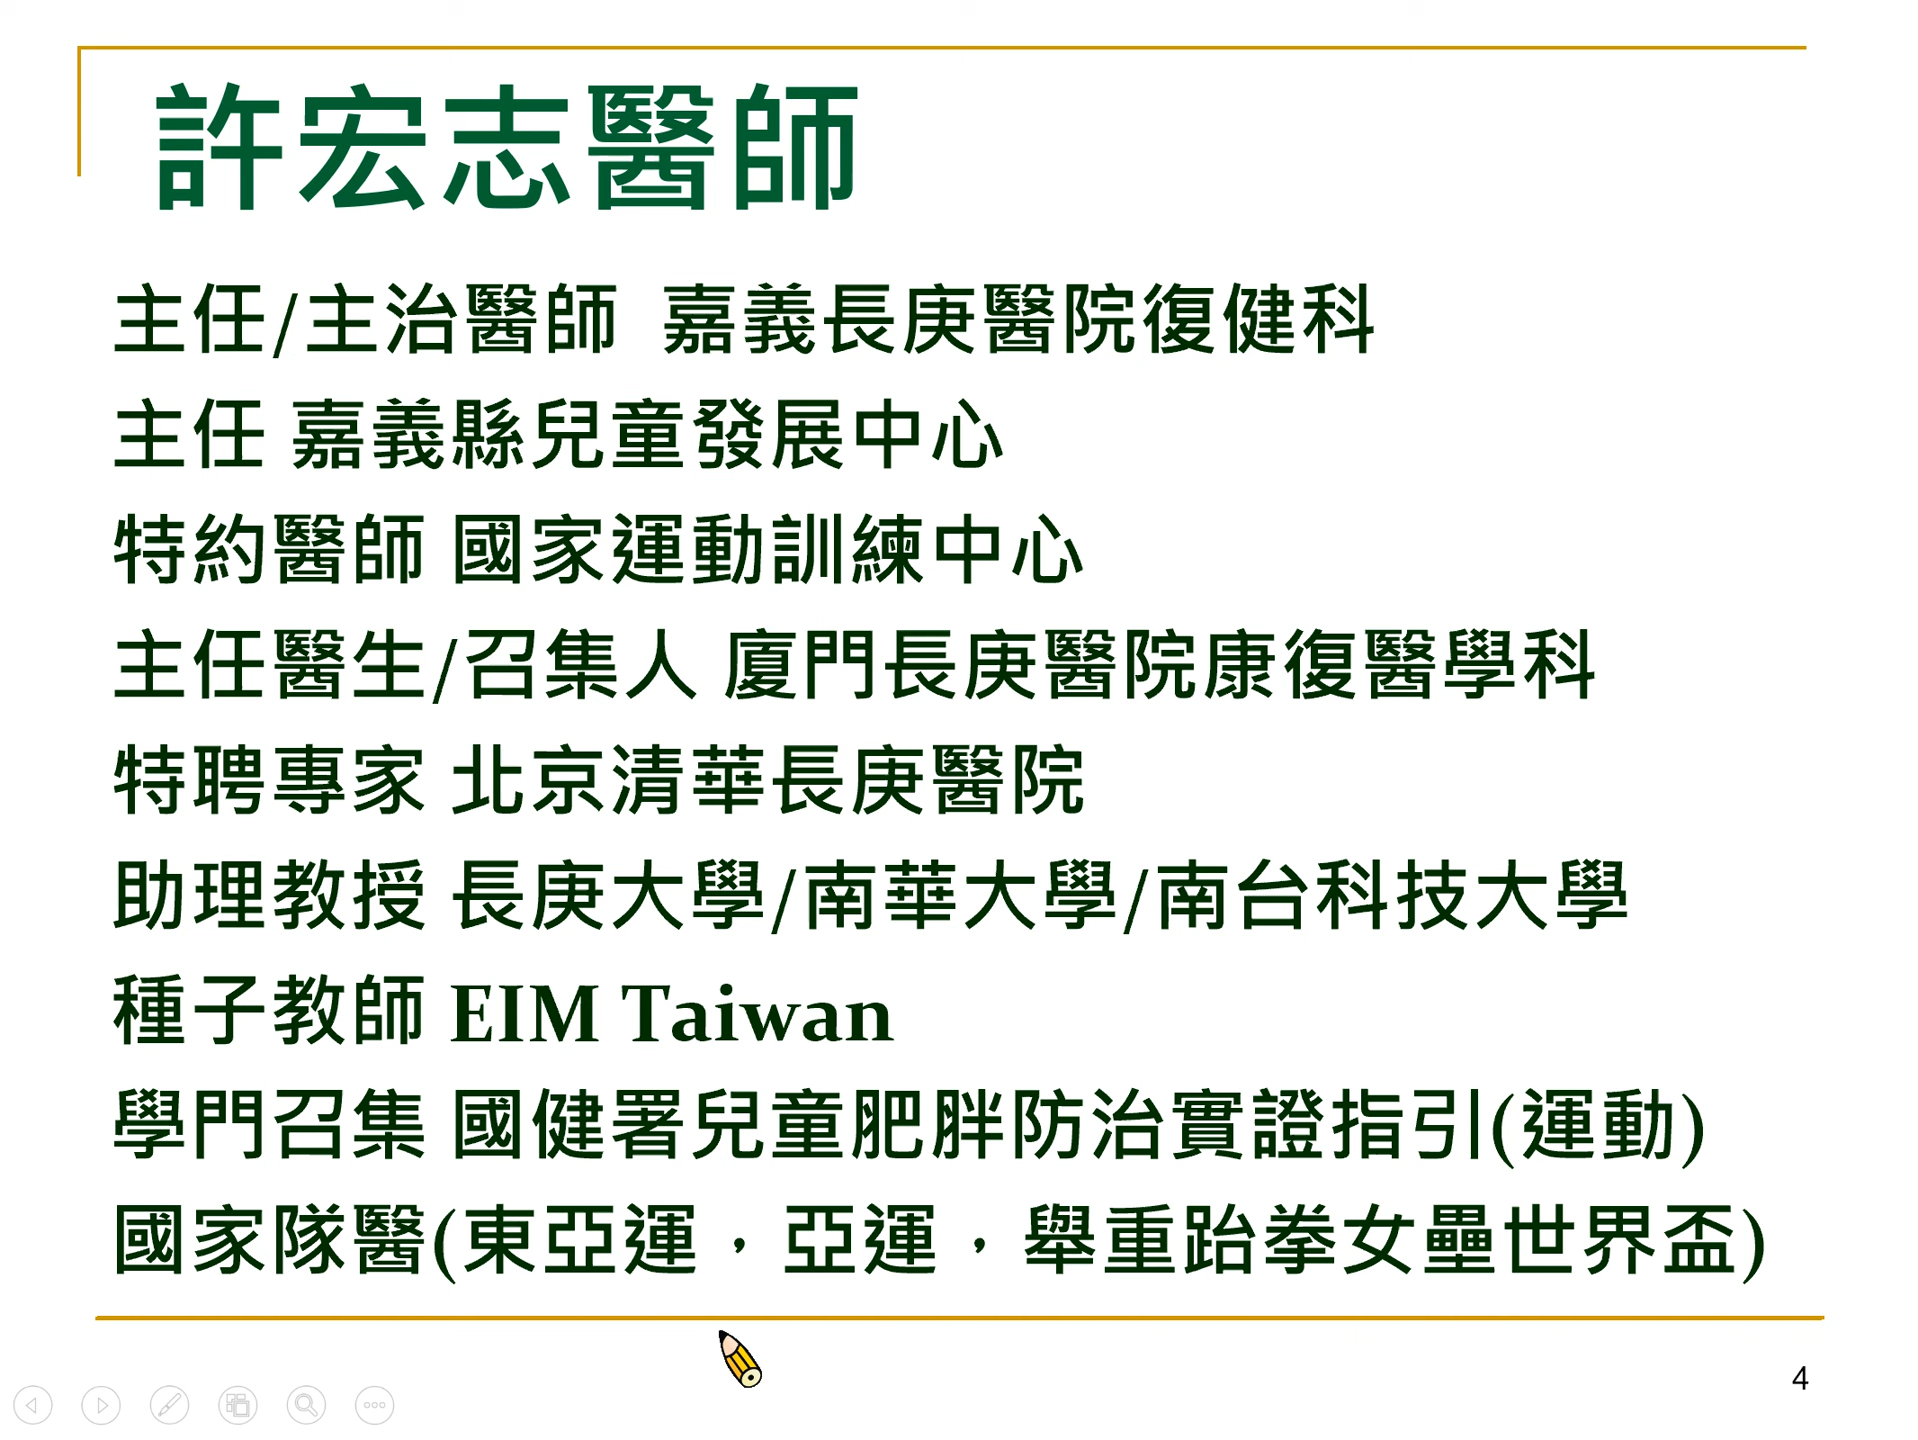 許宏志醫師
主任/主治醫師 嘉義長庚醫院復健科
主任 嘉義縣兒童發展中心
特約醫師 國家運動訓練中心
主任醫生/召集人 廈門長庚醫院康復醫學科
特聘專家 北京清華長庚醫院
助理教授 長庚大學/南華大學/南台科技大學
種子教師 EIM Taiwan
學門召集 國健署兒童肥胖防治實證指引(運動)
國家隊醫(東亞運，亞運，舉重跆拳女壘世界盃)
4